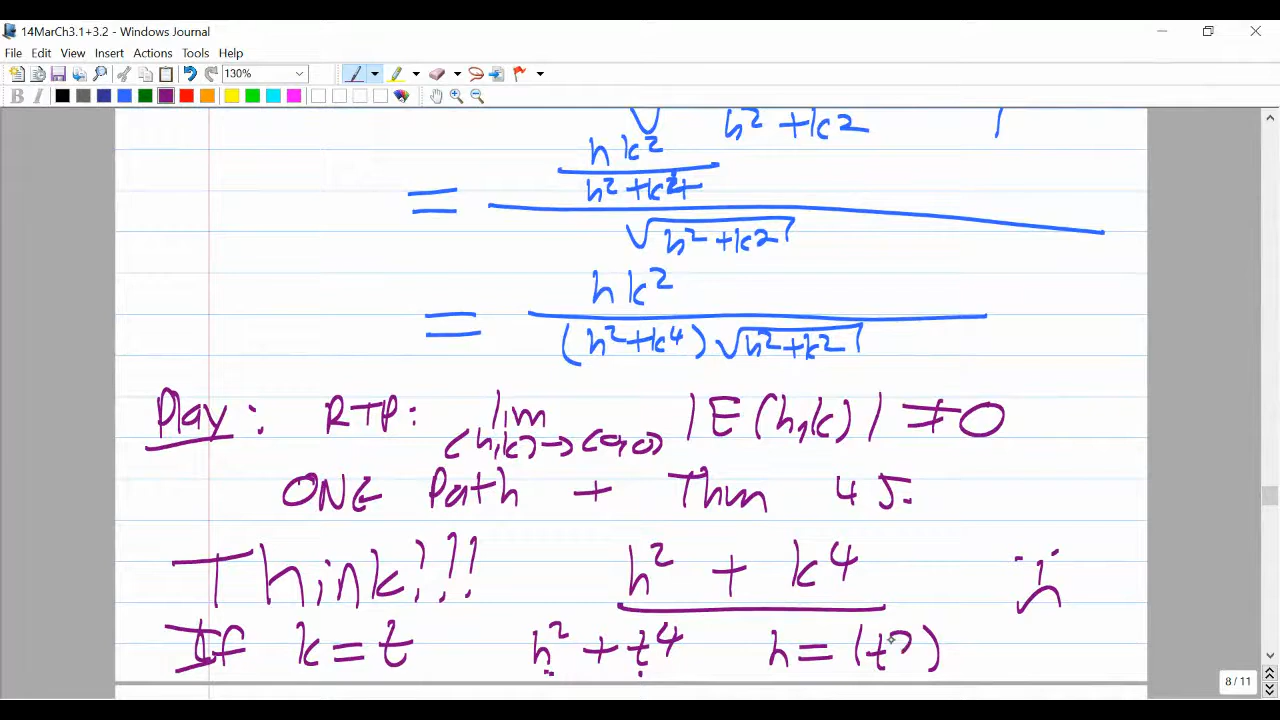 14MarCh3.1+3.2 - Windows Journal
File Edit View Insert Actions Tools Help
130%
B I
√ h² + k²
= (hk² / (h² + k⁴)) / √(h² + k²)
= hk² / ((h² + k⁴) √(h² + k²))
Play: RTP: lim (h,k)→(0,0) |E(h,k)| ≠ 0
ONE Path + Thm 45.
Think!!! h² + k⁴ :(
If k = t h² + t⁴ h = (t²)
8 / 11